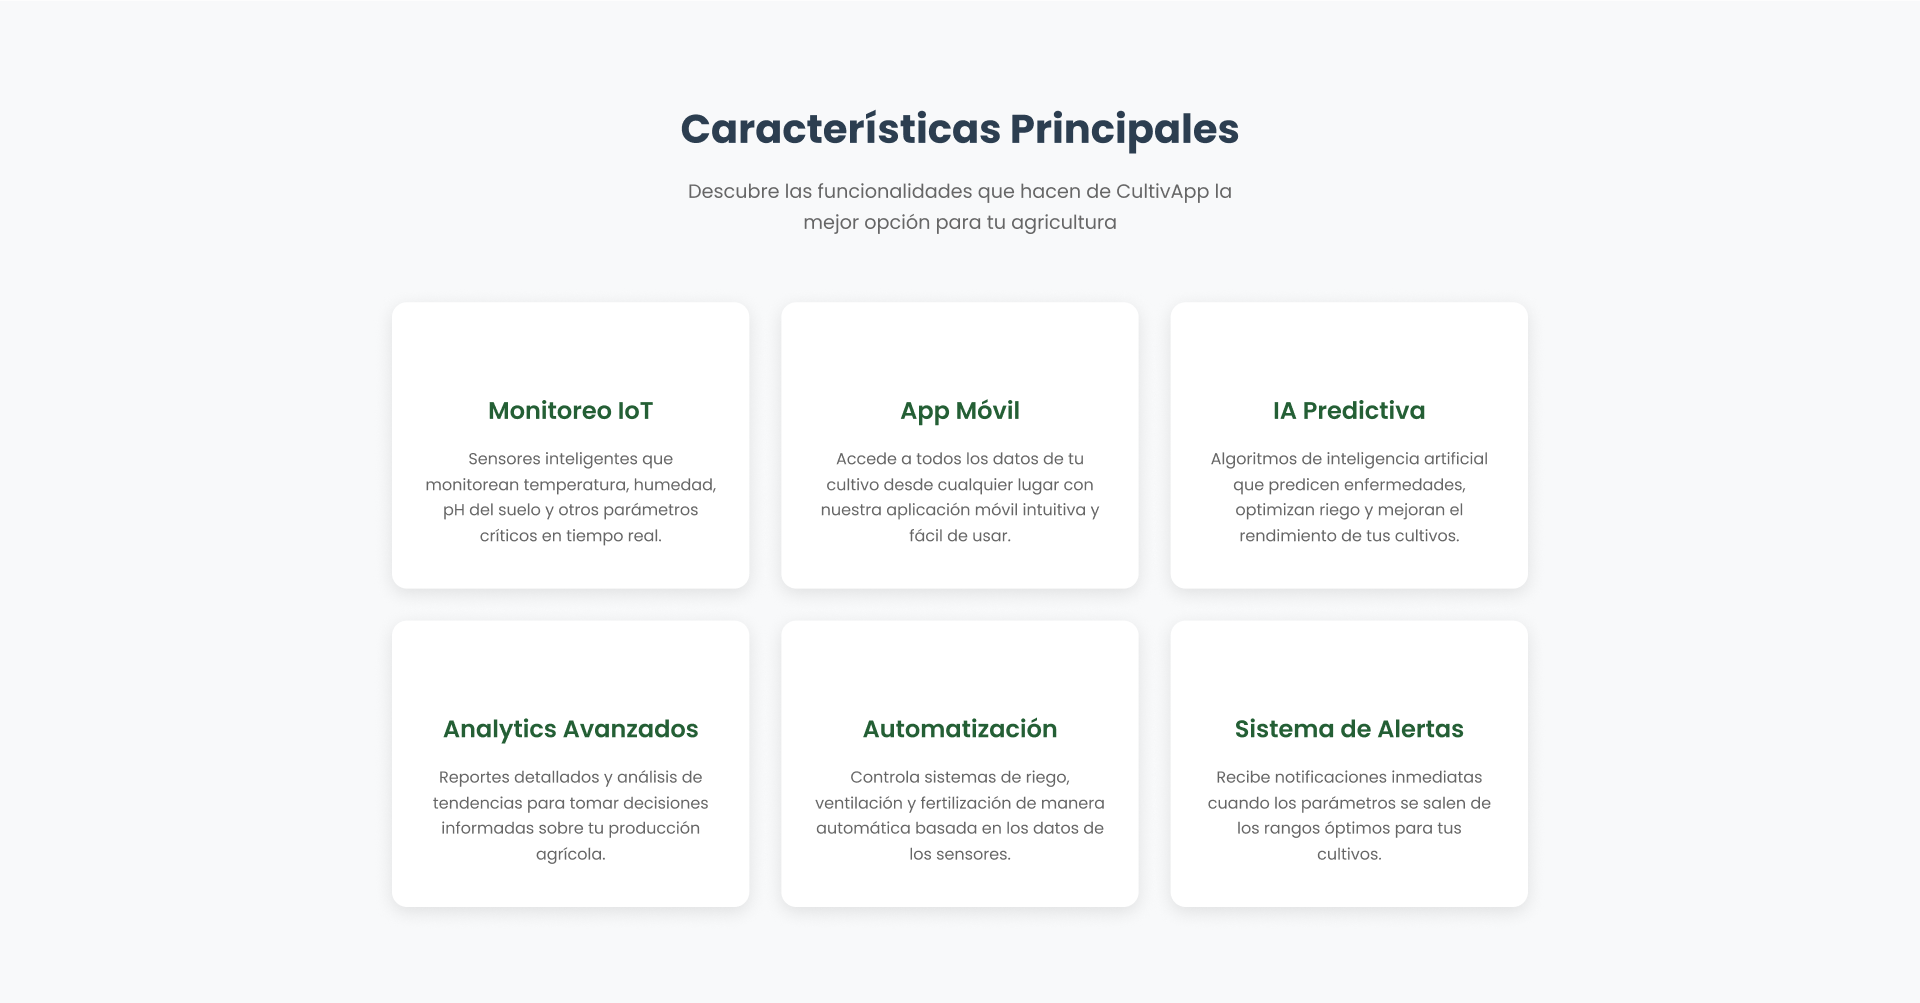 Características Principales
Descubre las funcionalidades que hacen de CultivApp la
mejor opción para tu agricultura
Monitoreo IoT
Sensores inteligentes que
monitorean temperatura, humedad,
pH del suelo y otros parámetros
críticos en tiempo real.
App Móvil
Accede a todos los datos de tu
cultivo desde cualquier lugar con
nuestra aplicación móvil intuitiva y
fácil de usar.
IA Predictiva
Algoritmos de inteligencia artificial
que predicen enfermedades,
optimizan riego y mejoran el
rendimiento de tus cultivos.
Analytics Avanzados
Reportes detallados y análisis de
tendencias para tomar decisiones
informadas sobre tu producción
agrícola.
Automatización
Controla sistemas de riego,
ventilación y fertilización de manera
automática basada en los datos de
los sensores.
Sistema de Alertas
Recibe notificaciones inmediatas
cuando los parámetros se salen de
los rangos óptimos para tus
cultivos.